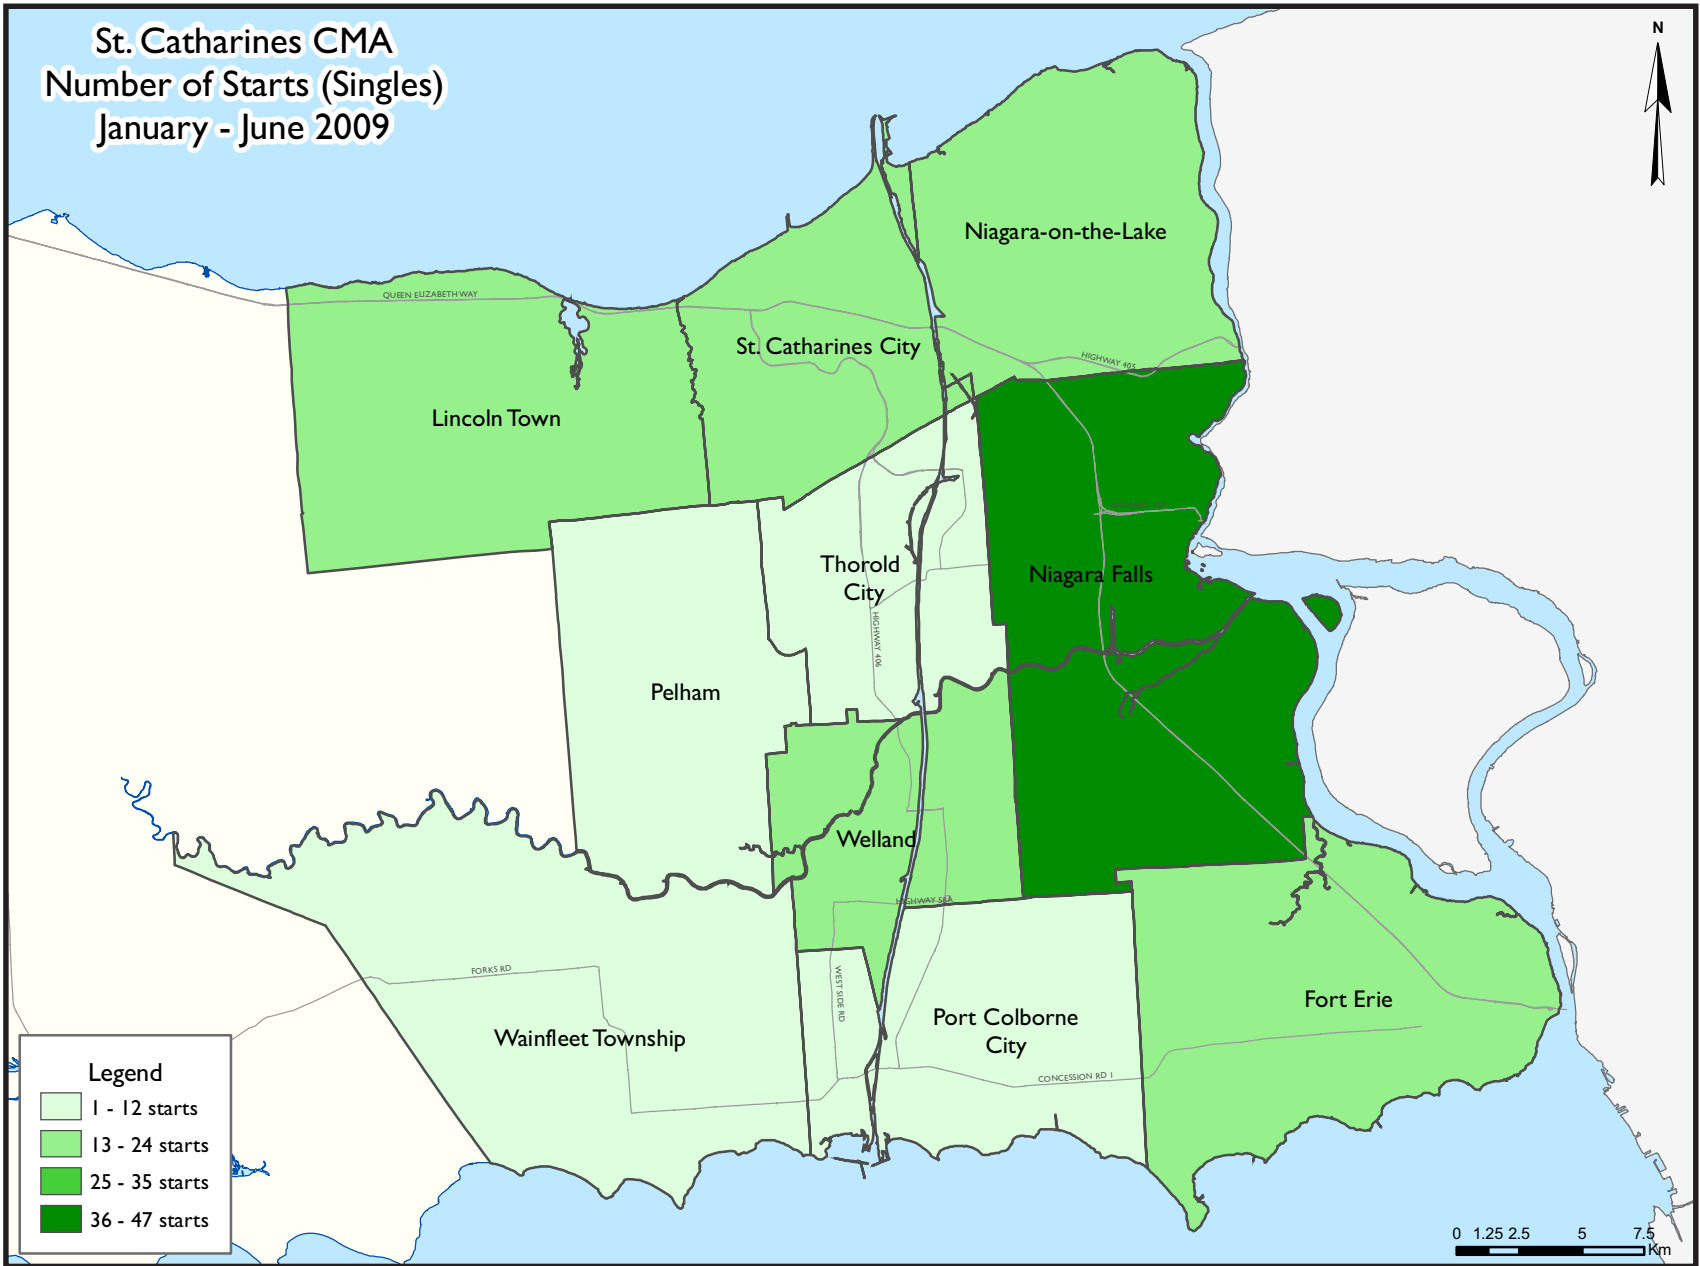 St. Catharines CMA
Number of Starts (Singles)
January - June 2009
N
Niagara-on-the-Lake
QUEEN ELIZABETH WAY
St. Catharines City
HIGHWAY 405
Lincoln Town
Thorold
City
Niagara Falls
HIGHWAY 406
Pelham
Welland
HIGHWAY 58A
FORKS RD
WEST SIDE RD
Fort Erie
Port Colborne
City
Wainfleet Township
CONCESSION RD 1
Legend
1 - 12 starts
13 - 24 starts
25 - 35 starts
36 - 47 starts
0 1.25 2.5 5 7.5
Km